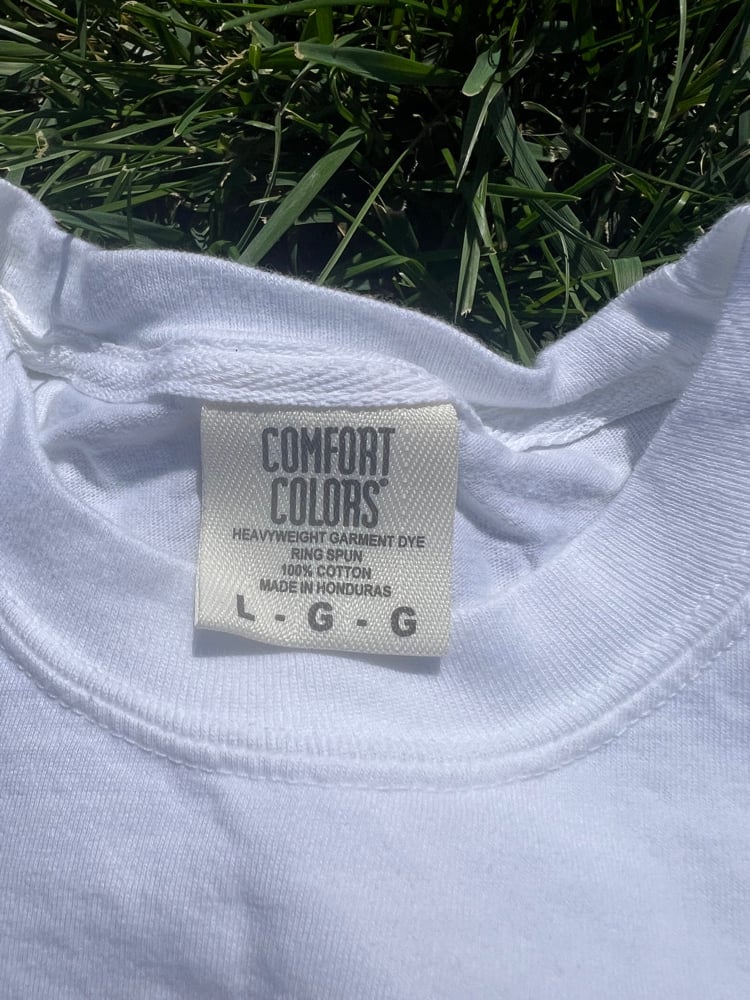 COMFORT
COLORS®
HEAVYWEIGHT GARMENT DYE
RING SPUN
100% COTTON
MADE IN HONDURAS
L - G - G